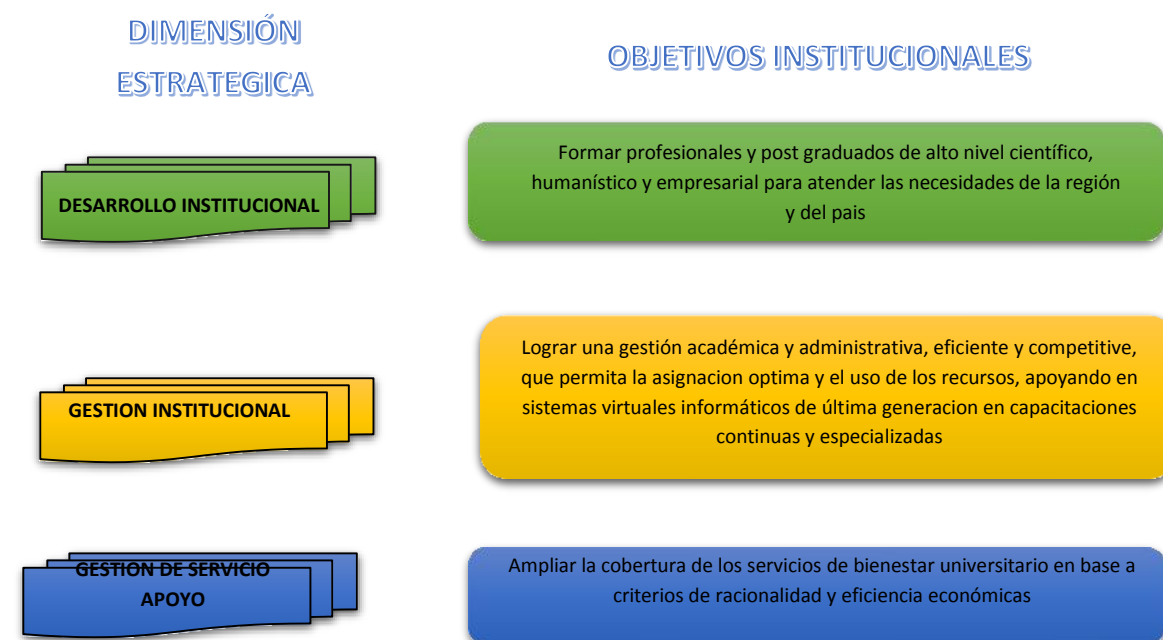 DIMENSIÓN
ESTRATEGICA
OBJETIVOS INSTITUCIONALES
DESARROLLO INSTITUCIONAL
Formar profesionales y post graduados de alto nivel científico,
humanístico y empresarial para atender las necesidades de la región
y del pais
GESTION INSTITUCIONAL
Lograr una gestión académica y administrativa, eficiente y competitive,
que permita la asignacion optima y el uso de los recursos, apoyando en
sistemas virtuales informáticos de última generacion en capacitaciones
continuas y especializadas
GESTION DE SERVICIO
APOYO
Ampliar la cobertura de los servicios de bienestar universitario en base a
criterios de racionalidad y eficiencia económicas